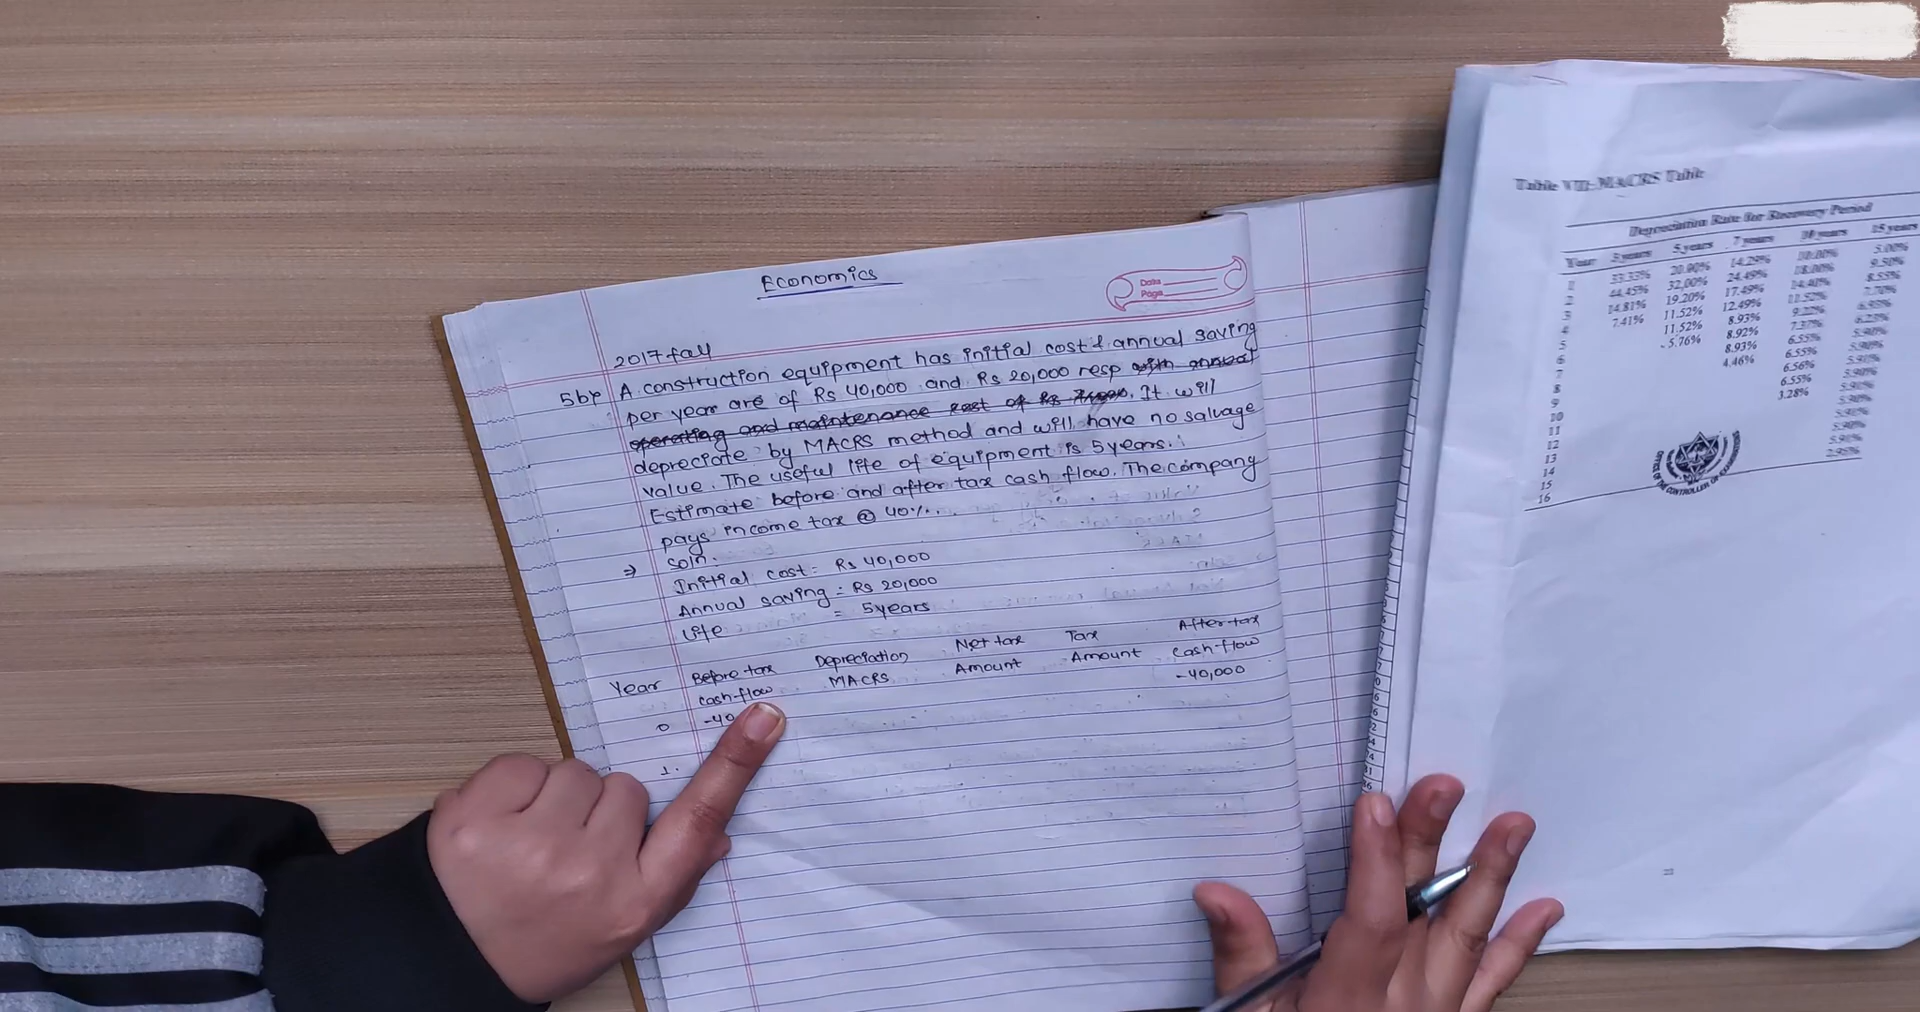 Economics
Date
Page
2017 fall
5b) A construction equipment has initial cost & annual saving
per year are of Rs 40,000 and Rs 20,000 resp with annual
operating and maintenance cost of Rs It will
depreciate by MACRS method and will have no salvage
value. The useful life of equipment is 5 years.
Estimate before and after tax cash flow. The company
pays income tax @ 40%.
⇒ Soln:
Initial cost = Rs 40,000
Annual saving = Rs 20,000
Life = 5 years
Year Before tax Depreciation Net tax Tax After tax
cash flow MACRS Amount Amount cash flow
0 -40 -40,000
1.
Table VII: MACRS Table
Depreciation Rate for Recovery Period
Year 3 years 5 years 7 years 10 years 15 years
1 33.33% 20.00% 14.29% 10.00% 5.00%
2 44.45% 32.00% 24.49% 18.00% 9.50%
3 14.81% 19.20% 17.49% 14.40% 8.55%
4 7.41% 11.52% 12.49% 11.52% 7.70%
5 11.52% 8.93% 9.22% 6.93%
6 5.76% 8.92% 7.37% 6.23%
7 8.93% 6.55% 5.90%
8 4.46% 6.55% 5.90%
9 6.56% 5.91%
10 6.55% 5.90%
11 3.28% 5.91%
12 5.90%
13 5.91%
14 5.90%
15 5.91%
16 2.95%
OFFICE OF THE CONTROLLER OF EXAMINATIONS